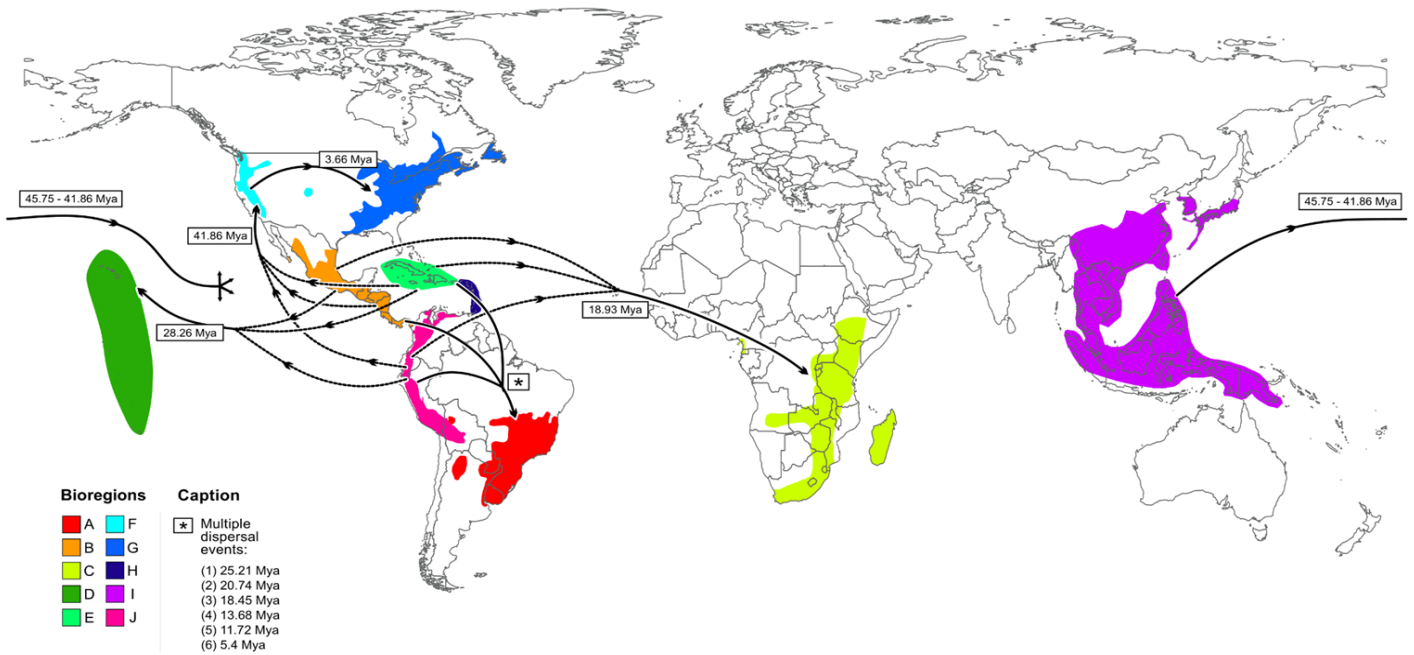 3.66 Mya
45.75 - 41.86 Mya
45.75 - 41.86 Mya
41.86 Mya
18.93 Mya
28.26 Mya
*
Bioregions
A
F
B
G
C
H
D
I
E
J
Caption
* Multiple
dispersal
events:
(1) 25.21 Mya
(2) 20.74 Mya
(3) 18.45 Mya
(4) 13.68 Mya
(5) 11.72 Mya
(6) 5.4 Mya